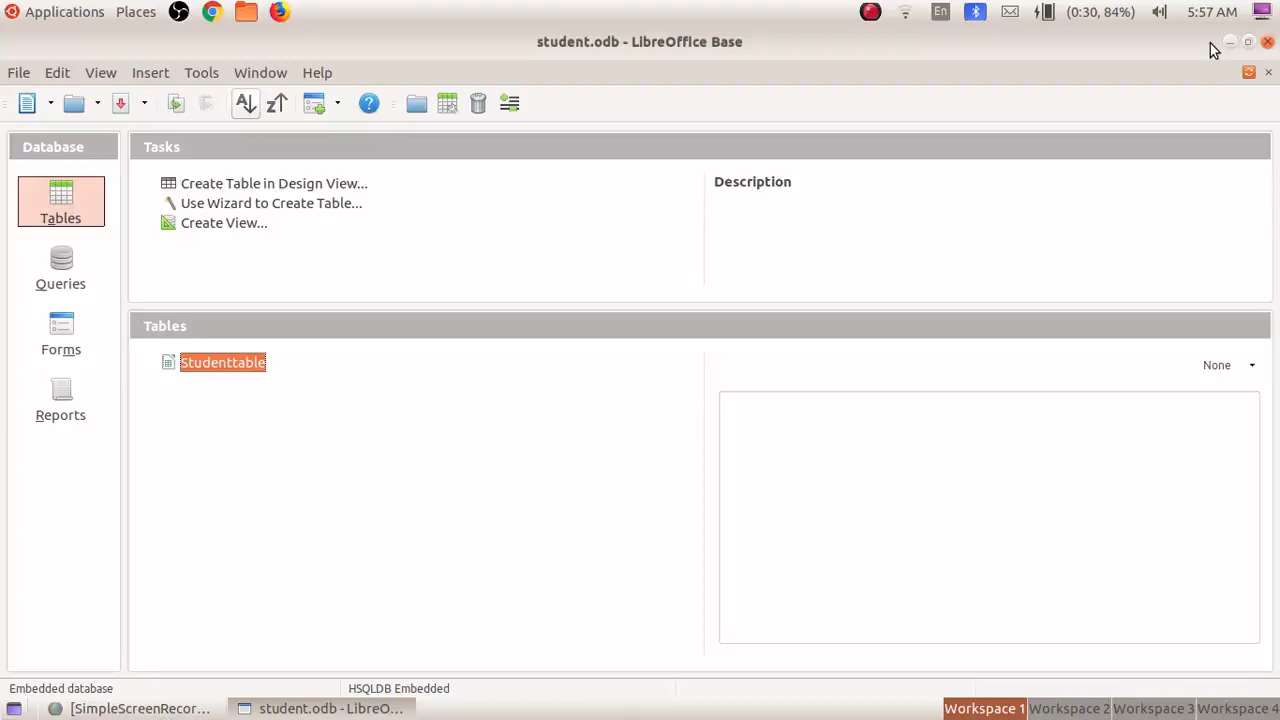 Applications Places En (0:30, 84%) 5:57 AM
student.odb - LibreOffice Base
File Edit View Insert Tools Window Help
Database
Tables
Queries
Forms
Reports
Tasks
Create Table in Design View...
Use Wizard to Create Table...
Create View...
Description
Tables
Studenttable
None
Embedded database HSQLDB Embedded
[SimpleScreenRecor... student.odb - LibreO... Workspace 1 Workspace 2 Workspace 3 Workspace 4